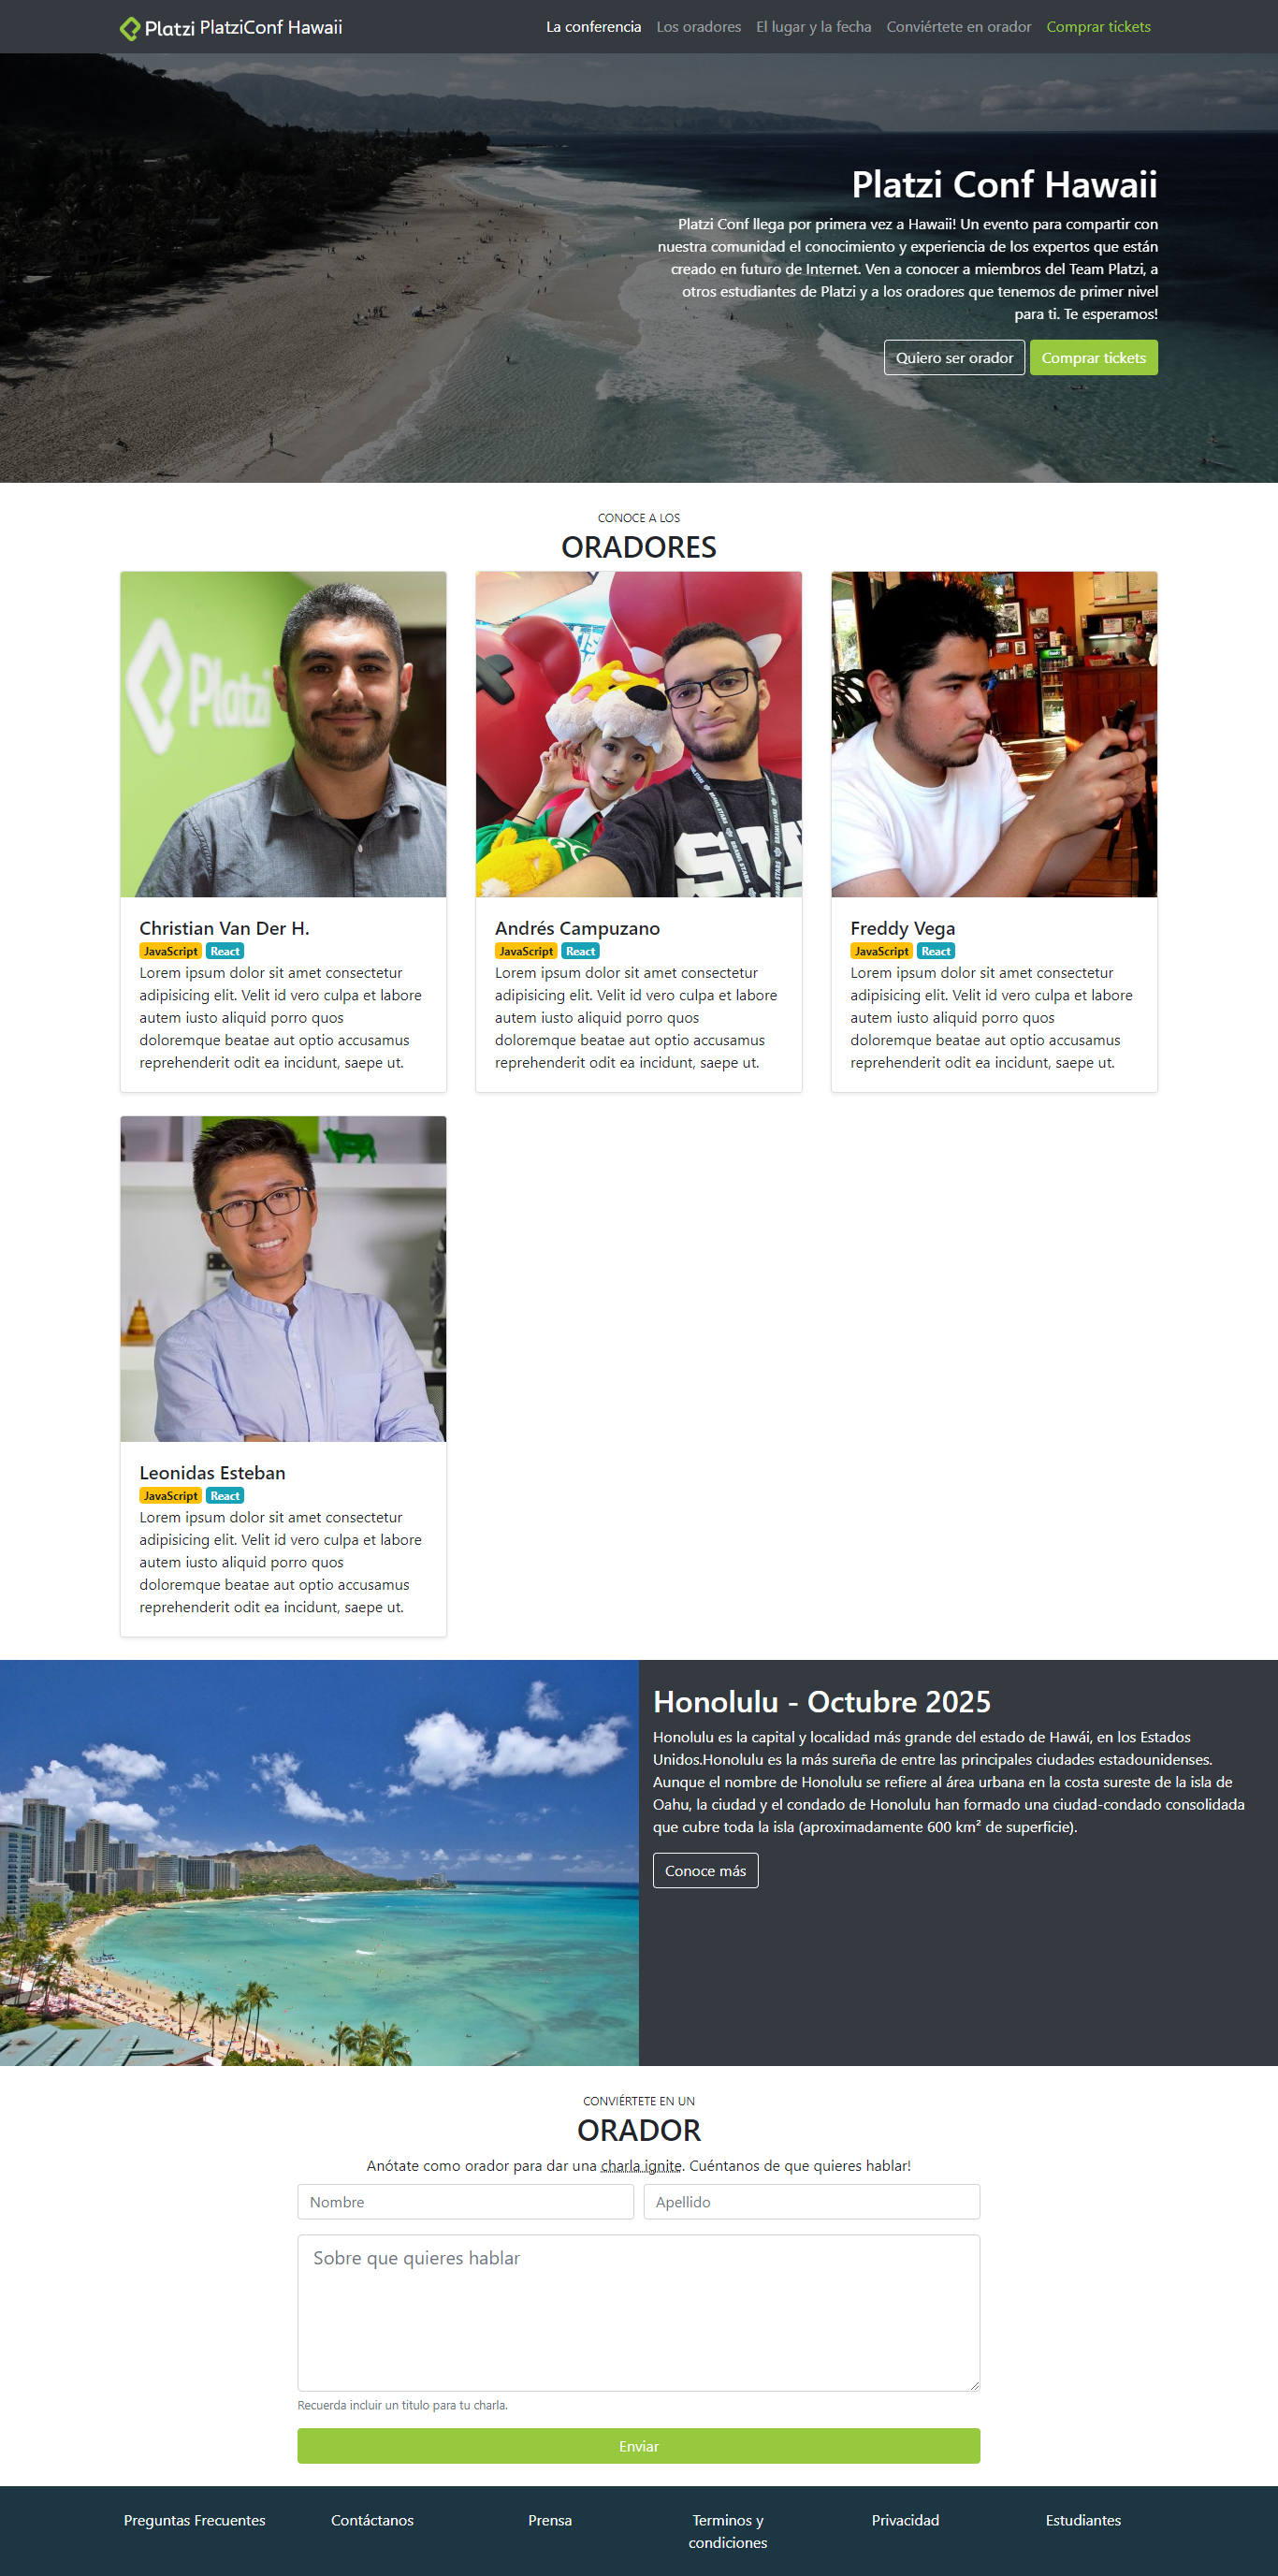 Platzi PlatziConf Hawaii
La conferencia Los oradores El lugar y la fecha Conviértete en orador Comprar tickets
Platzi Conf Hawaii
Platzi Conf llega por primera vez a Hawaii! Un evento para compartir con
nuestra comunidad el conocimiento y experiencia de los expertos que están
creado en futuro de Internet. Ven a conocer a miembros del Team Platzi, a
otros estudiantes de Platzi y a los oradores que tenemos de primer nivel
para ti. Te esperamos!
Quiero ser orador Comprar tickets
CONOCE A LOS
ORADORES
Platzi
BRAWL STARS
Christian Van Der H.
JavaScript React
Lorem ipsum dolor sit amet consectetur
adipisicing elit. Velit id vero culpa et labore
autem iusto aliquid porro quos
doloremque beatae aut optio accusamus
reprehenderit odit ea incidunt, saepe ut.
Andrés Campuzano
JavaScript React
Lorem ipsum dolor sit amet consectetur
adipisicing elit. Velit id vero culpa et labore
autem iusto aliquid porro quos
doloremque beatae aut optio accusamus
reprehenderit odit ea incidunt, saepe ut.
Freddy Vega
JavaScript React
Lorem ipsum dolor sit amet consectetur
adipisicing elit. Velit id vero culpa et labore
autem iusto aliquid porro quos
doloremque beatae aut optio accusamus
reprehenderit odit ea incidunt, saepe ut.
Leonidas Esteban
JavaScript React
Lorem ipsum dolor sit amet consectetur
adipisicing elit. Velit id vero culpa et labore
autem iusto aliquid porro quos
doloremque beatae aut optio accusamus
reprehenderit odit ea incidunt, saepe ut.
Honolulu - Octubre 2025
Honolulu es la capital y localidad más grande del estado de Hawái, en los Estados
Unidos.Honolulu es la más sureña de entre las principales ciudades estadounidenses.
Aunque el nombre de Honolulu se refiere al área urbana en la costa sureste de la isla de
Oahu, la ciudad y el condado de Honolulu han formado una ciudad-condado consolidada
que cubre toda la isla (aproximadamente 600 km² de superficie).
Conoce más
CONVIÉRTETE EN UN
ORADOR
Anótate como orador para dar una charla ignite. Cuéntanos de que quieres hablar!
Nombre Apellido
Sobre que quieres hablar
Recuerda incluir un titulo para tu charla.
Enviar
Preguntas Frecuentes Contáctanos Prensa Terminos y condiciones Privacidad Estudiantes